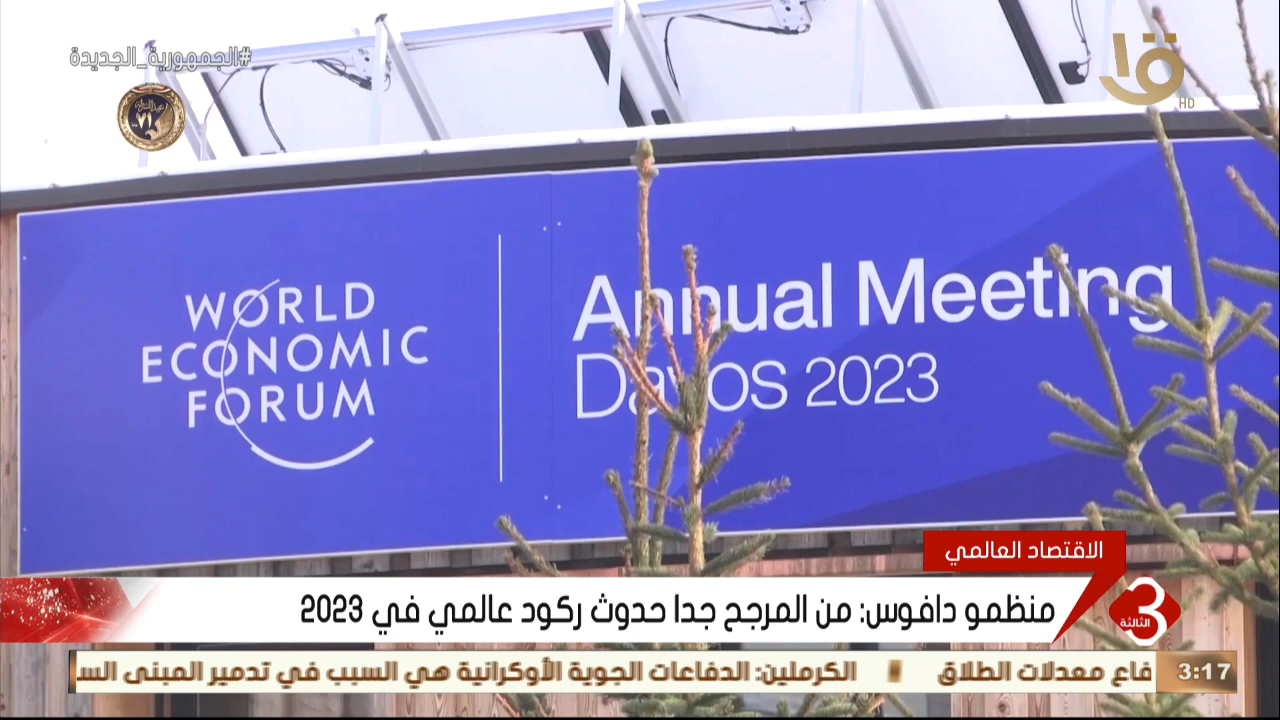 #الجمهورية_الجديدة
HD
WORLD
ECONOMIC
FORUM
Annual Meeting
Davos 2023
الاقتصاد العالمي
منظمو دافوس: من المرجح جدا حدوث ركود عالمي في 2023
3 الثالثة
فاع معدلات الطلاق الكرملين: الدفاعات الجوية الأوكرانية هي السبب في تدمير المبنى الس
3:17